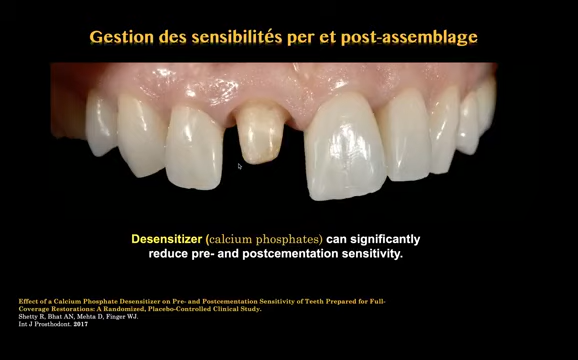 Gestion des sensibilités per et post-assemblage
Desensitizer (calcium phosphates) can significantly
reduce pre- and postcementation sensitivity.
Effect of a Calcium Phosphate Desensitizer on Pre- and Postcementation Sensitivity of Teeth Prepared for Full-
Coverage Restorations: A Randomized, Placebo-Controlled Clinical Study.
Shetty R, Bhat AN, Mehta D, Finger WJ.
Int J Prosthodont. 2017